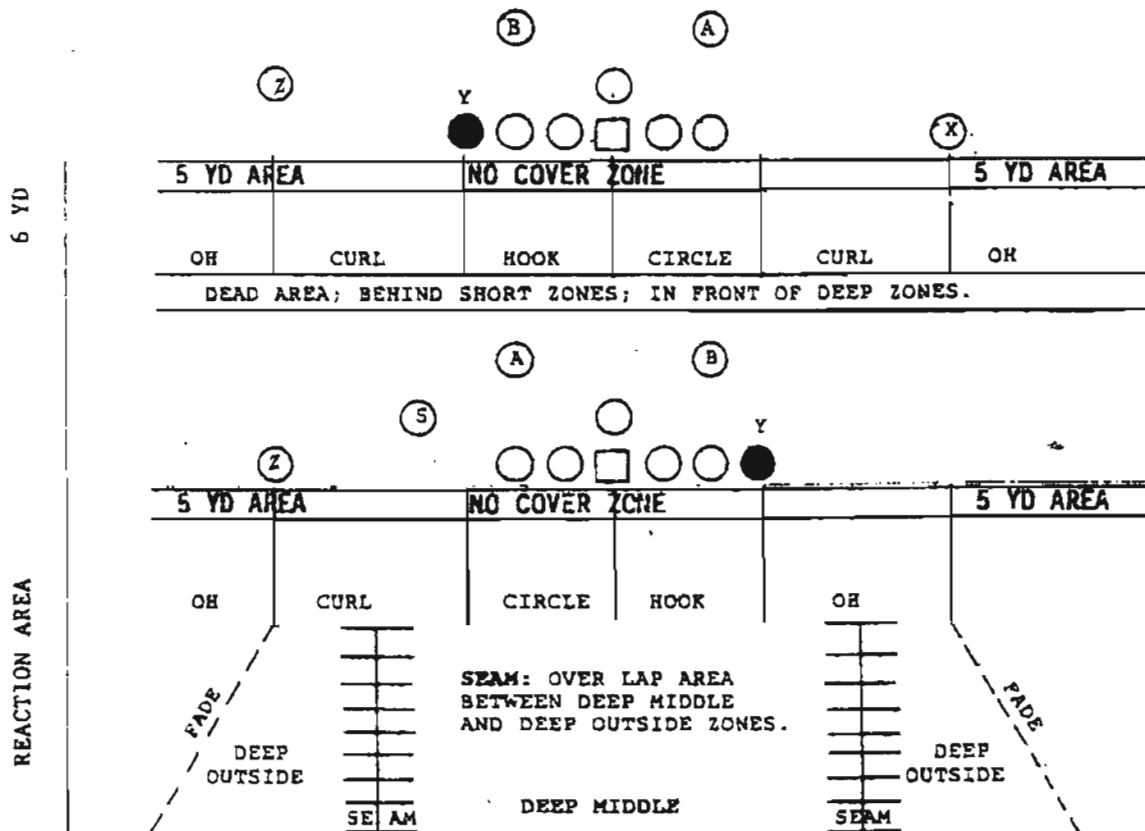 B A
Z
Y
X
5 YD AREA NO COVER ZONE 5 YD AREA
6 YD
OH CURL HOOK CIRCLE CURL OH
DEAD AREA; BEHIND SHORT ZONES; IN FRONT OF DEEP ZONES.
A B
S
Y
Z
5 YD AREA NO COVER ZONE 5 YD AREA
OH CURL CIRCLE HOOK OH
REACTION AREA
SEAM: OVER LAP AREA
BETWEEN DEEP MIDDLE
AND DEEP OUTSIDE ZONES.
FADE FADE
DEEP DEEP
OUTSIDE OUTSIDE
DEEP MIDDLE
SEAM SEAM